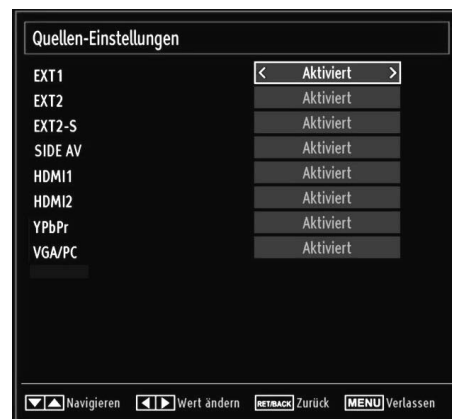 Quellen-Einstellungen
EXT1 < Aktiviert >
EXT2 Aktiviert
EXT2-S Aktiviert
SIDE AV Aktiviert
HDMI1 Aktiviert
HDMI2 Aktiviert
YPbPr Aktiviert
VGA/PC Aktiviert
▼▲ Navigieren ◀▶ Wert ändern RET/BACK Zurück MENU Verlassen